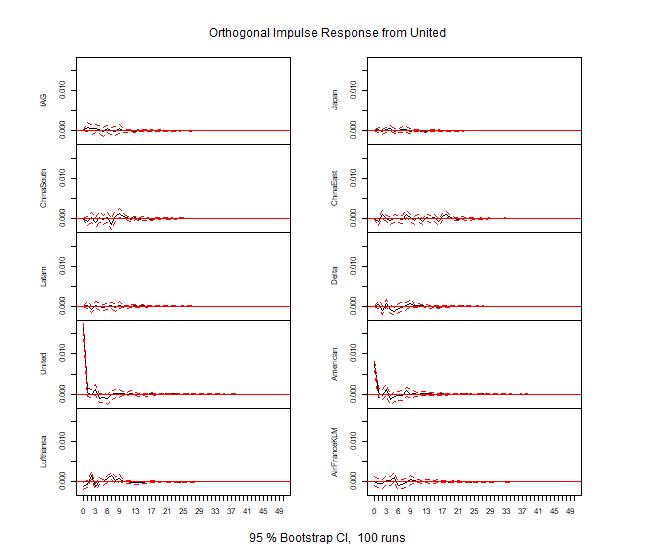 Orthogonal Impulse Response from United
IAG
0.000
0.010
Japan
0.000
0.010
ChinaSouth
0.000
0.010
ChinaEast
0.000
0.010
Latam
0.000
0.010
Delta
0.000
0.010
United
0.000
0.010
American
0.000
0.010
Lufthansa
0.000
0.010
AirFranceKLM
0.000
0.010
0 3 6 9 13 17 21 25 29 33 37 41 45 49
0 3 6 9 13 17 21 25 29 33 37 41 45 49
95 % Bootstrap CI, 100 runs